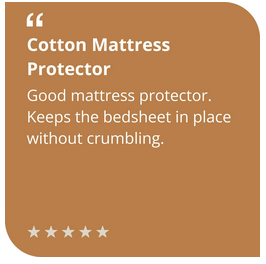 “
Cotton Mattress
Protector
Good mattress protector.
Keeps the bedsheet in place
without crumbling.
★★★★★